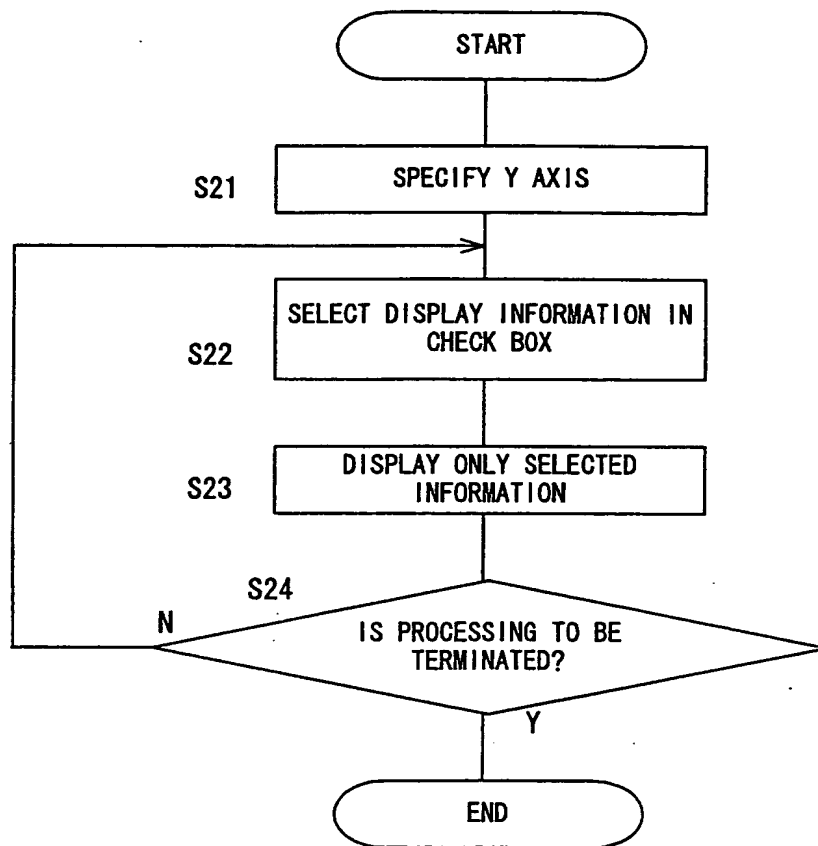 START
S21
SPECIFY Y AXIS
SELECT DISPLAY INFORMATION IN
CHECK BOX
S22
DISPLAY ONLY SELECTED
INFORMATION
S23
S24
N
IS PROCESSING TO BE
TERMINATED?
Y
END